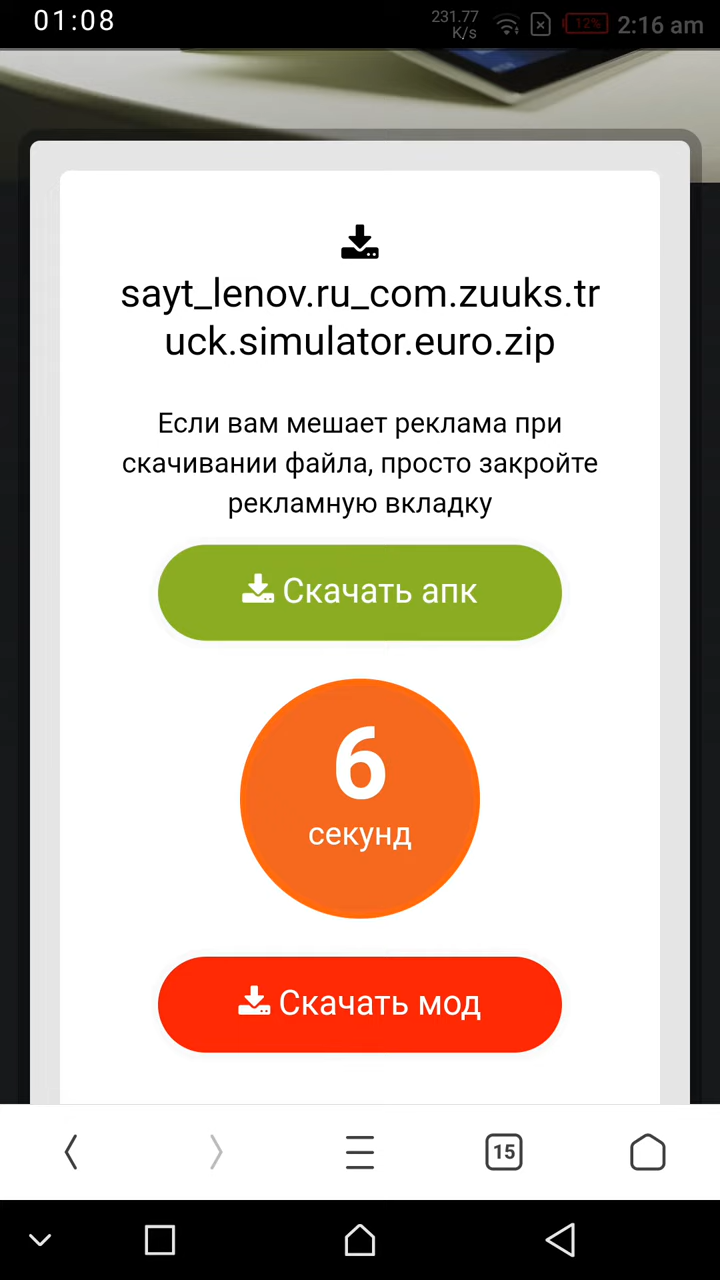 01:08
231.77
K/s
12%
2:16 am
sayt_lenov.ru_com.zuuks.tr
uck.simulator.euro.zip
Если вам мешает реклама при
скачивании файла, просто закройте
рекламную вкладку
Скачать апк
6
секунд
Скачать мод
15